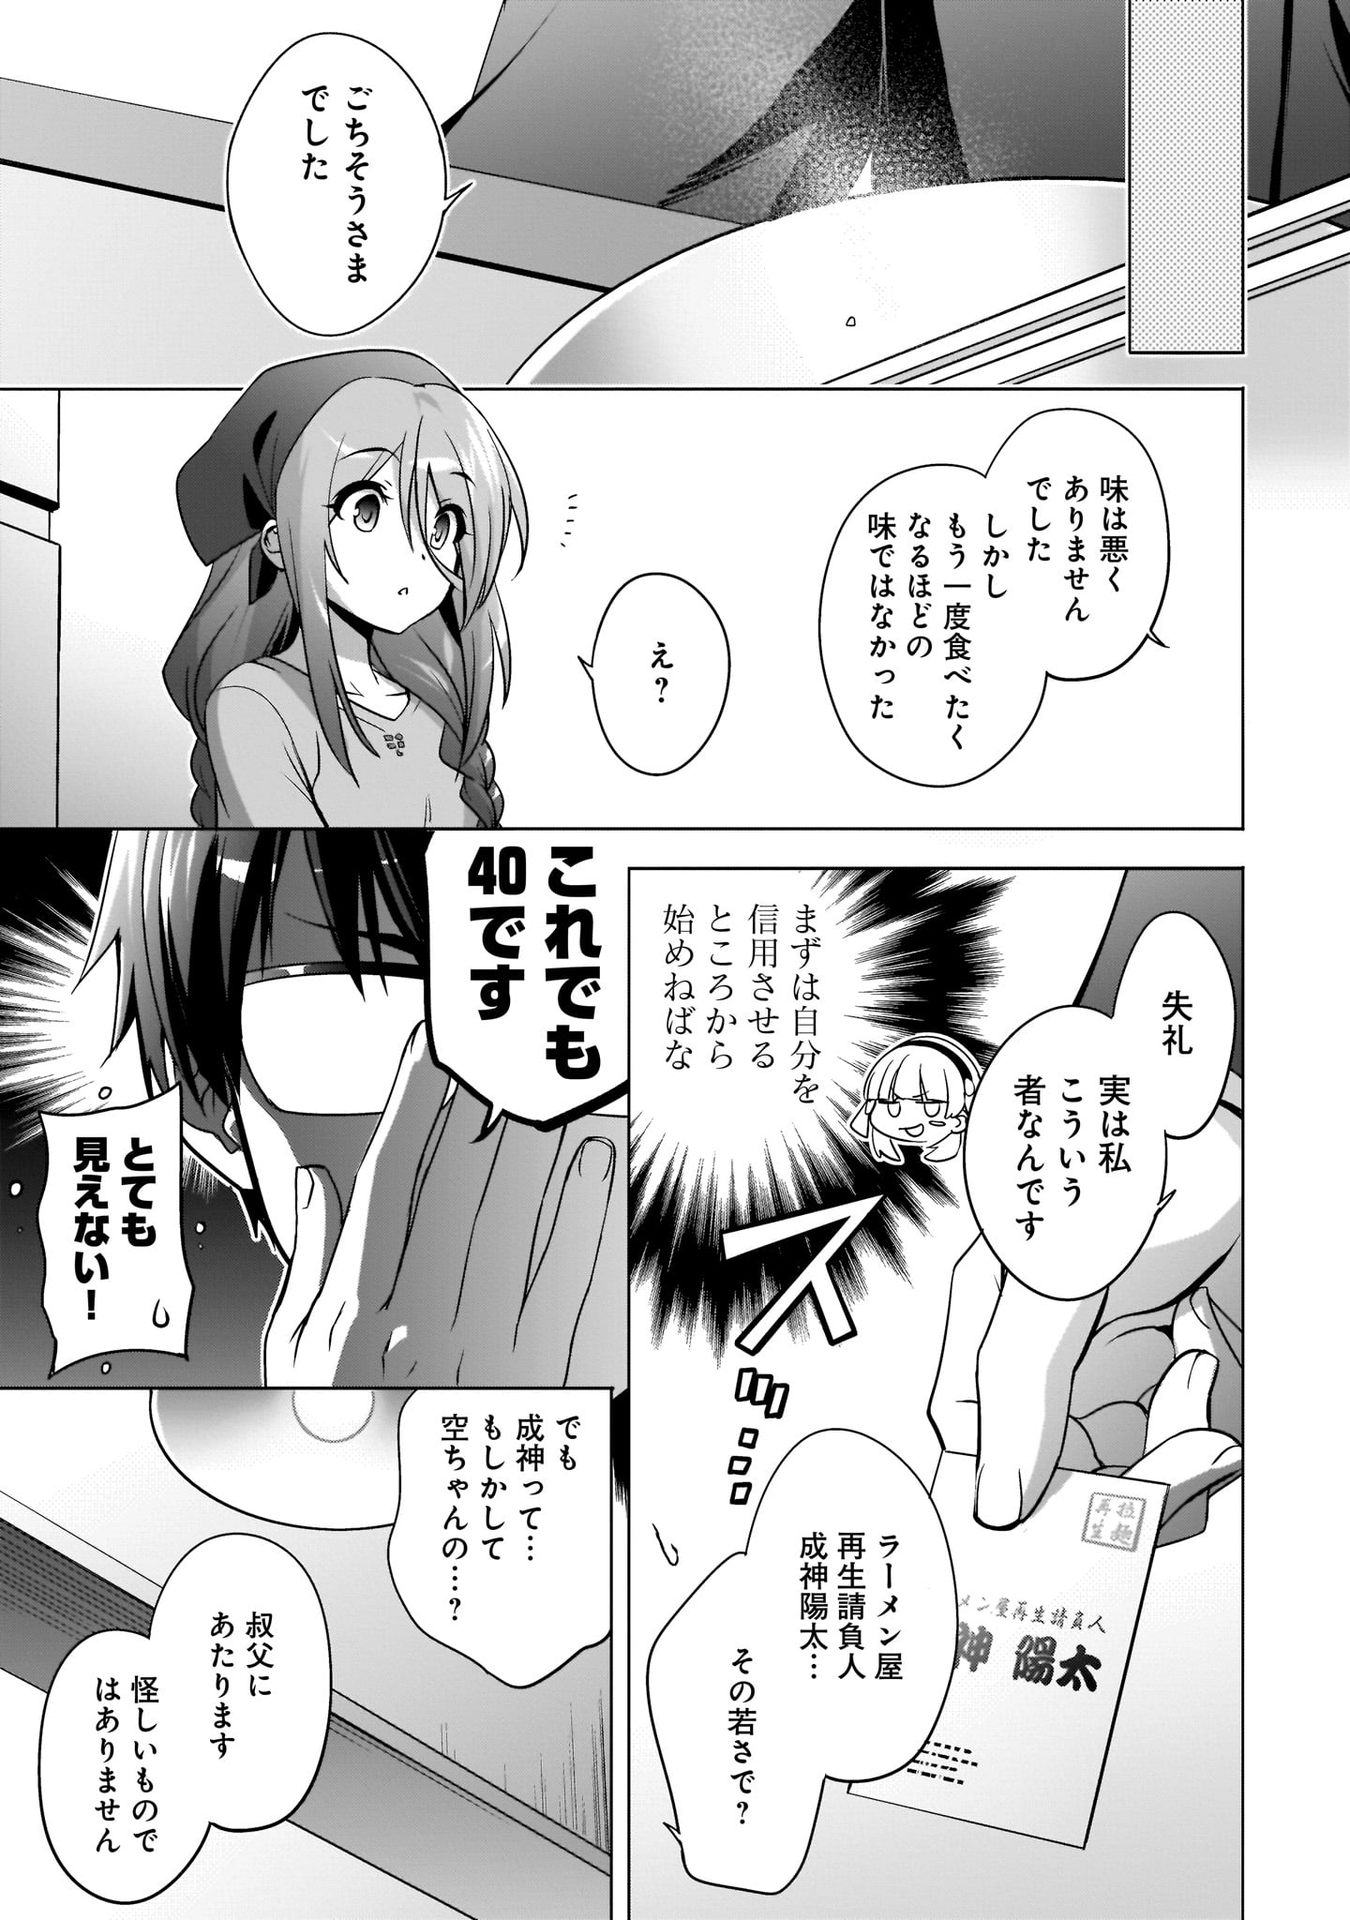 ごちそうさま
でした
味は悪く
ありません
でした
しかし
もう一度食べたく
なるほどの
味ではなかった
え?
失礼
実は私
こういう
者なんです
まずは自分を
信用させる
ところから
始めねばな
拉麺
再生
メン屋再生請負人
神 陽太
ラーメン屋
再生請負人
成神陽太…
その若さで?
これでも
40です
とても
見えない!
でも
成神って…
もしかして
空ちゃんの…?
叔父に
あたります
怪しいもので
はありません